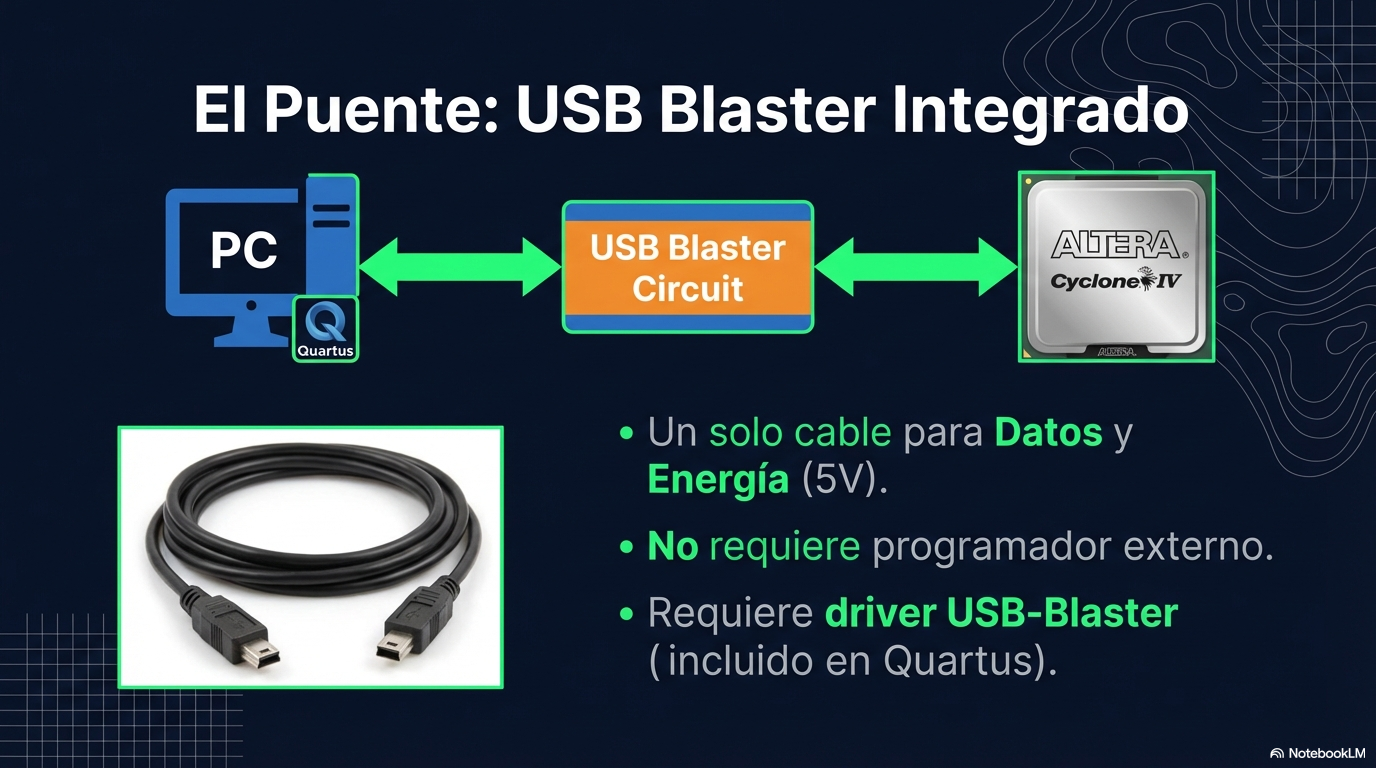 El Puente: USB Blaster Integrado
PC
Quartus
USB Blaster
Circuit
ALTERA®
Cyclone IV
ALTERA
• Un solo cable para Datos y
Energía (5V).
• No requiere programador externo.
• Requiere driver USB-Blaster
(incluido en Quartus).
NotebookLM